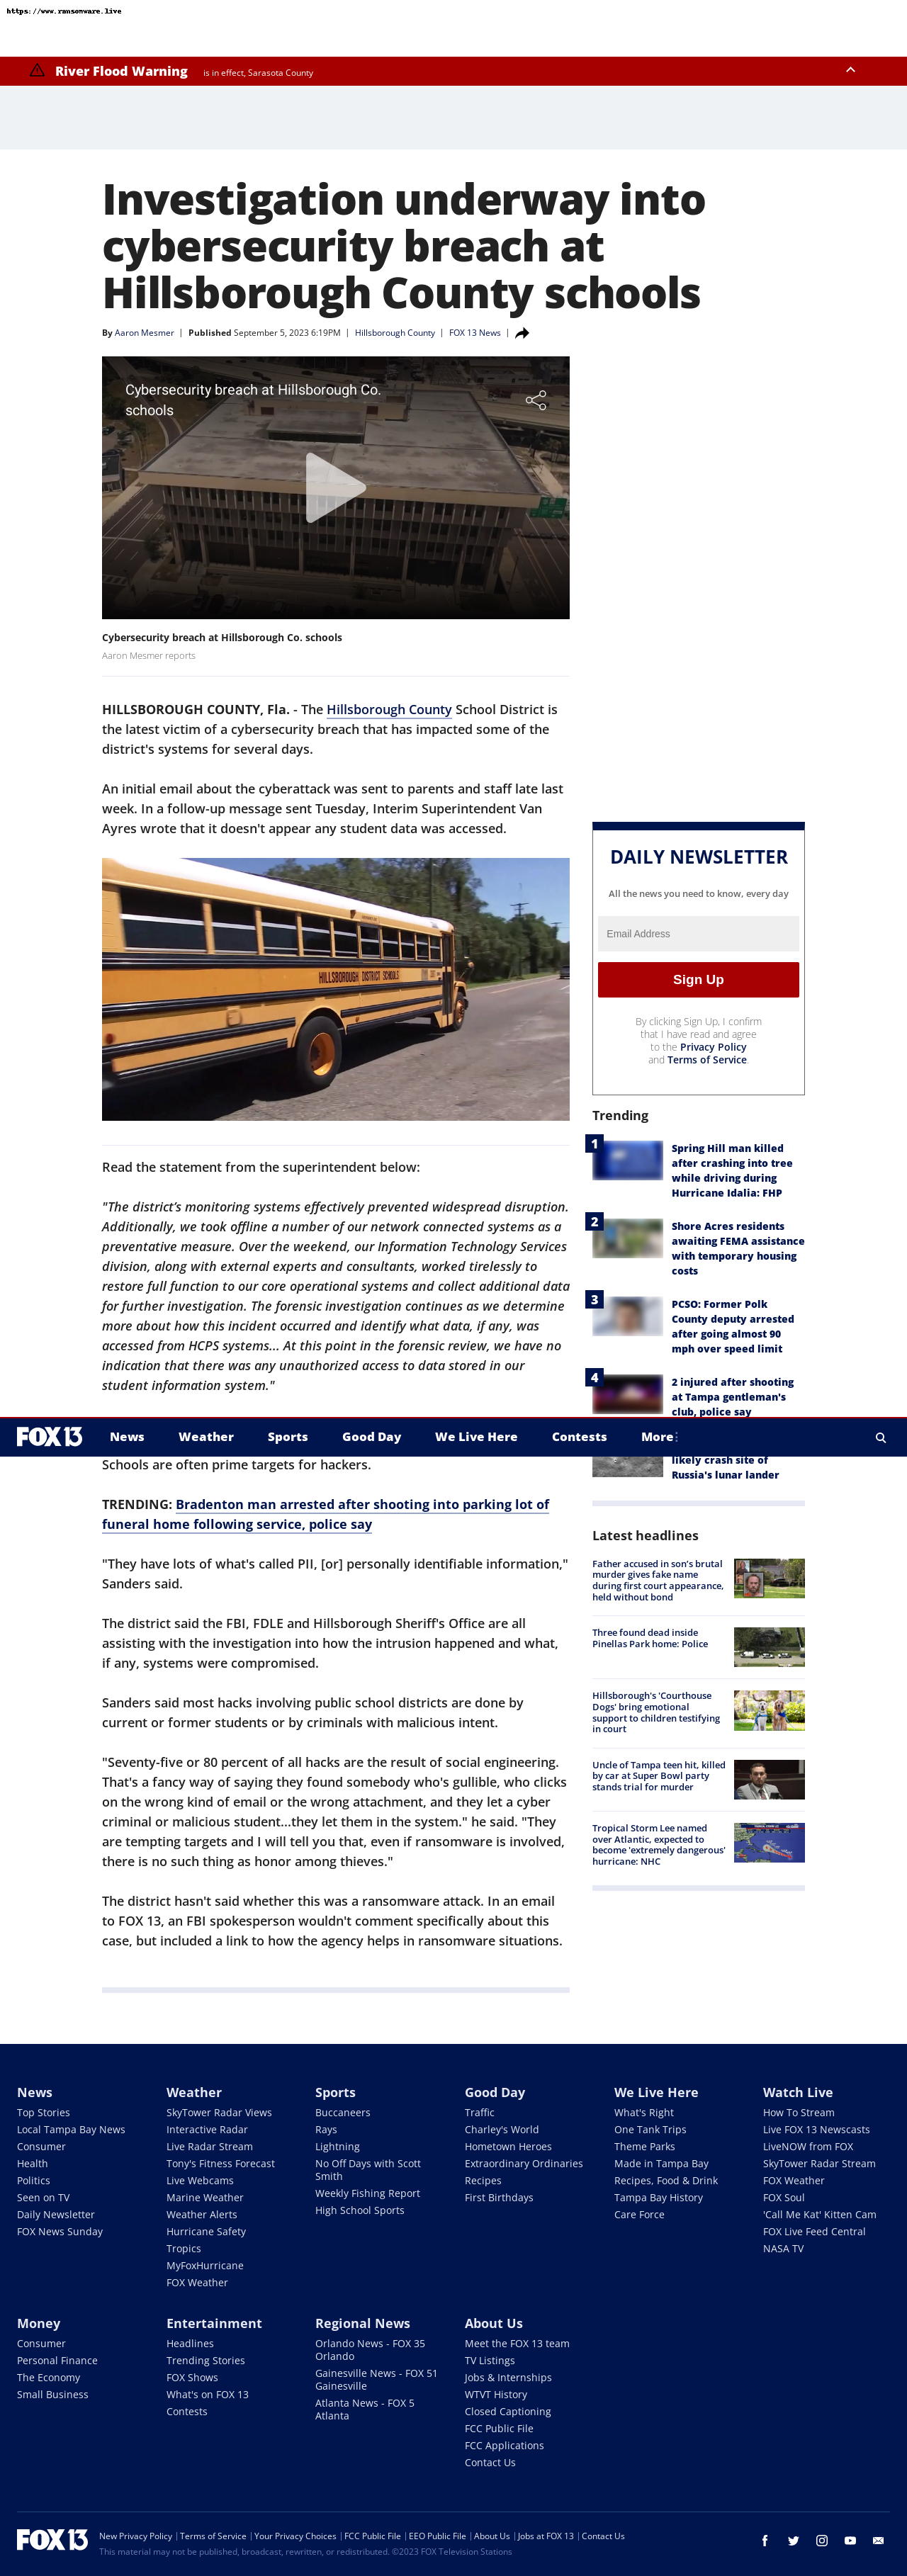 https://www.ransomware.live
River Flood Warning
is in effect, Sarasota County
Investigation underway into
cybersecurity breach at
Hillsborough County schools
By Aaron Mesmer | Published September 5, 2023 6:19PM | Hillsborough County | FOX 13 News |
Cybersecurity breach at Hillsborough Co.
schools
Cybersecurity breach at Hillsborough Co. schools
Aaron Mesmer reports
HILLSBOROUGH COUNTY, Fla. - The Hillsborough County School District is
the latest victim of a cybersecurity breach that has impacted some of the
district's systems for several days.
An initial email about the cyberattack was sent to parents and staff late last
week. In a follow-up message sent Tuesday, Interim Superintendent Van
Ayres wrote that it doesn't appear any student data was accessed.
HILLSBOROUGH DISTRICT SCHOOLS
Read the statement from the superintendent below:
"The district’s monitoring systems effectively prevented widespread disruption.
Additionally, we took offline a number of our network connected systems as a
preventative measure. Over the weekend, our Information Technology Services
division, along with external experts and consultants, worked tirelessly to
restore full function to our core operational systems and collect additional data
for further investigation. The forensic investigation continues as we determine
more about how this incident occurred and identify what data, if any, was
accessed from HCPS systems... At this point in the forensic review, we have no
indication that there was any unauthorized access to data stored in our
student information system."
DAILY NEWSLETTER
All the news you need to know, every day
Email Address
Sign Up
By clicking Sign Up, I confirm
that I have read and agree
to the Privacy Policy
and Terms of Service.
Trending
1
Spring Hill man killed
after crashing into tree
while driving during
Hurricane Idalia: FHP
2
Shore Acres residents
awaiting FEMA assistance
with temporary housing
costs
3
PCSO: Former Polk
County deputy arrested
after going almost 90
mph over speed limit
4
2 injured after shooting
at Tampa gentleman's
club, police say
FOX 13 News Weather Sports Good Day We Live Here Contests More
likely crash site of
Russia's lunar lander
Schools are often prime targets for hackers.
TRENDING: Bradenton man arrested after shooting into parking lot of
funeral home following service, police say
"They have lots of what's called PII, [or] personally identifiable information,"
Sanders said.
The district said the FBI, FDLE and Hillsborough Sheriff's Office are all
assisting with the investigation into how the intrusion happened and what,
if any, systems were compromised.
Sanders said most hacks involving public school districts are done by
current or former students or by criminals with malicious intent.
"Seventy-five or 80 percent of all hacks are the result of social engineering.
That's a fancy way of saying they found somebody who's gullible, who clicks
on the wrong kind of email or the wrong attachment, and they let a cyber
criminal or malicious student...they let them in the system." he said. "They
are tempting targets and I will tell you that, even if ransomware is involved,
there is no such thing as honor among thieves."
The district hasn't said whether this was a ransomware attack. In an email
to FOX 13, an FBI spokesperson wouldn't comment specifically about this
case, but included a link to how the agency helps in ransomware situations.
Latest headlines
Father accused in son's brutal
murder gives fake name
during first court appearance,
held without bond
Three found dead inside
Pinellas Park home: Police
Hillsborough's 'Courthouse
Dogs' bring emotional
support to children testifying
in court
Uncle of Tampa teen hit, killed
by car at Super Bowl party
stands trial for murder
Tropical Storm Lee named
over Atlantic, expected to
become 'extremely dangerous'
hurricane: NHC
News
Top Stories
Local Tampa Bay News
Consumer
Health
Politics
Seen on TV
Daily Newsletter
FOX News Sunday
Weather
SkyTower Radar Views
Interactive Radar
Live Radar Stream
Tony's Fitness Forecast
Live Webcams
Marine Weather
Weather Alerts
Hurricane Safety
Tropics
MyFoxHurricane
FOX Weather
Sports
Buccaneers
Rays
Lightning
No Off Days with Scott
Smith
Weekly Fishing Report
High School Sports
Good Day
Traffic
Charley's World
Hometown Heroes
Extraordinary Ordinaries
Recipes
First Birthdays
We Live Here
What's Right
One Tank Trips
Theme Parks
Made in Tampa Bay
Recipes, Food & Drink
Tampa Bay History
Care Force
Watch Live
How To Stream
Live FOX 13 Newscasts
LiveNOW from FOX
SkyTower Radar Stream
FOX Weather
FOX Soul
'Call Me Kat' Kitten Cam
FOX Live Feed Central
NASA TV
Money
Consumer
Personal Finance
The Economy
Small Business
Entertainment
Headlines
Trending Stories
FOX Shows
What's on FOX 13
Contests
Regional News
Orlando News - FOX 35
Orlando
Gainesville News - FOX 51
Gainesville
Atlanta News - FOX 5
Atlanta
About Us
Meet the FOX 13 team
TV Listings
Jobs & Internships
WTVT History
Closed Captioning
FCC Public File
FCC Applications
Contact Us
FOX 13
New Privacy Policy | Terms of Service | Your Privacy Choices | FCC Public File | EEO Public File | About Us | Jobs at FOX 13 | Contact Us
This material may not be published, broadcast, rewritten, or redistributed. ©2023 FOX Television Stations